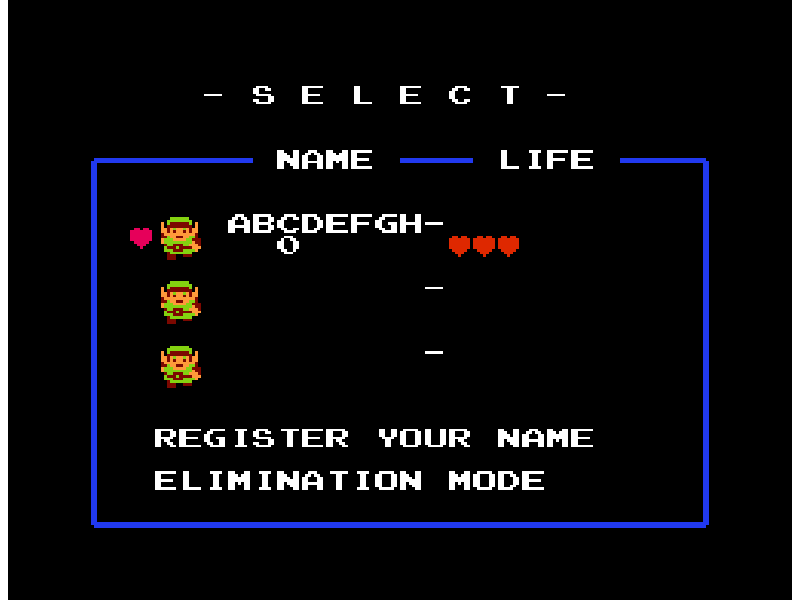 - S E L E C T -
NAME LIFE
ABCDEFGH-
0
-
-
REGISTER YOUR NAME
ELIMINATION MODE